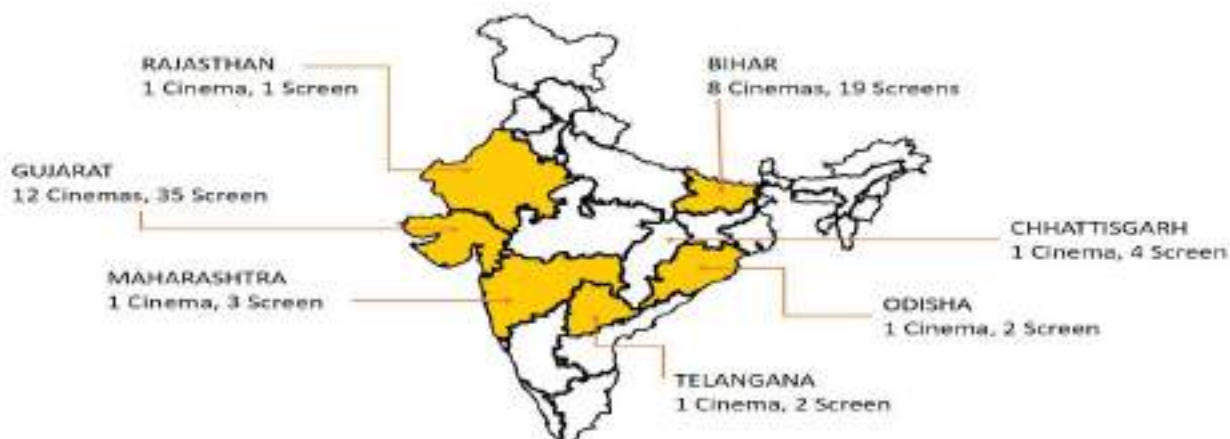 RAJASTHAN
1 Cinema, 1 Screen
BIHAR
8 Cinemas, 19 Screens
GUJARAT
12 Cinemas, 35 Screen
CHHATTISGARH
1 Cinema, 4 Screen
MAHARASHTRA
1 Cinema, 3 Screen
ODISHA
1 Cinema, 2 Screen
TELANGANA
1 Cinema, 2 Screen